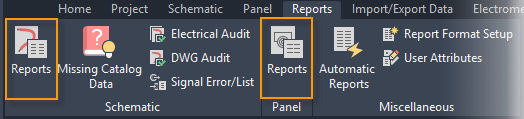 Home Project Schematic Panel Reports Import/Export Data
Electrical Audit
DWG Audit
Signal Error/List
Reports
Missing Catalog
Data
Schematic
Reports
Panel
Automatic
Reports
Report Format Setup
User Attributes
Miscellaneous